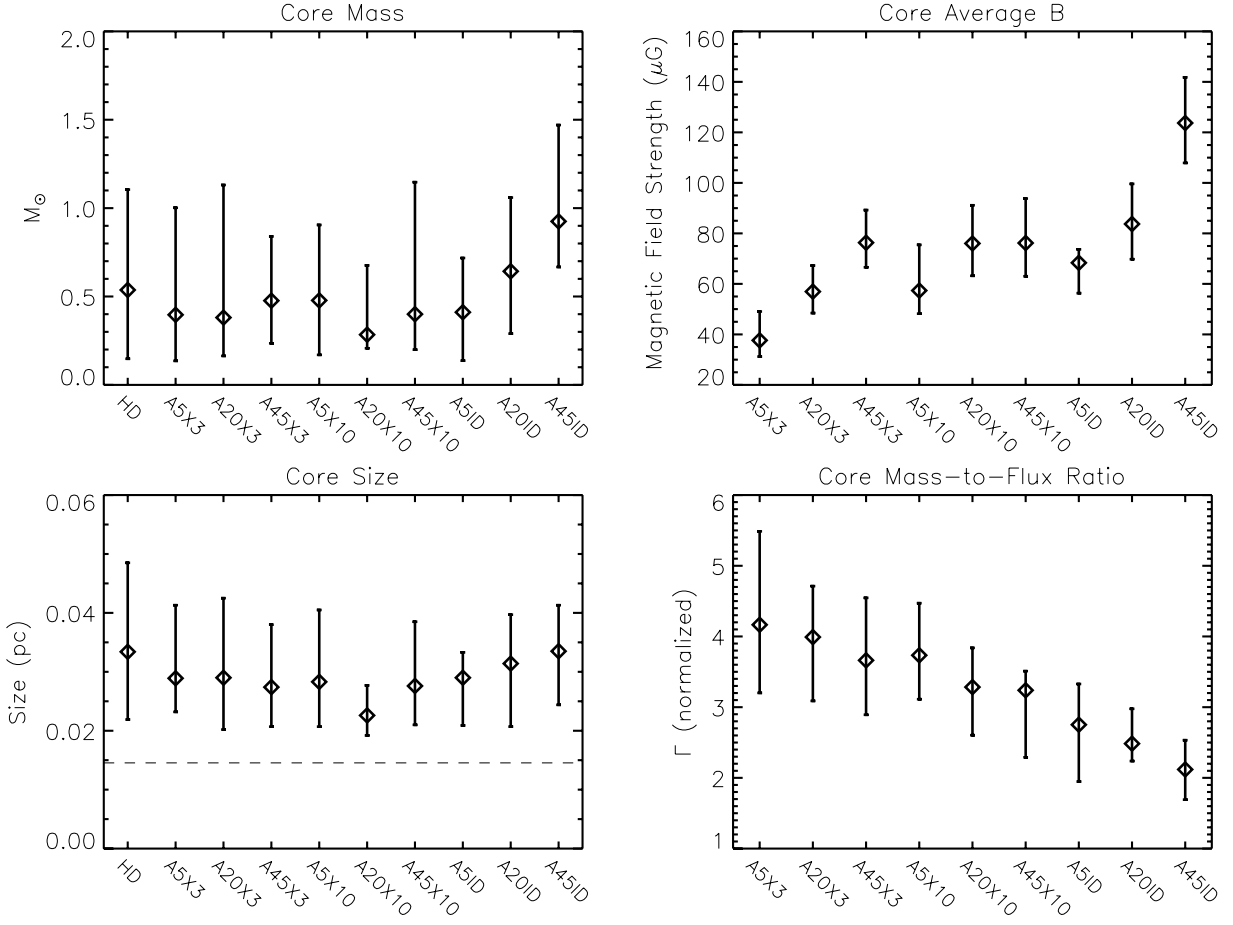 Core Mass
2.0
1.5
1.0
0.5
0.0
M⊙
HD
A5X3
A20X3
A45X3
A5X10
A20X10
A45X10
A5ID
A20ID
A45ID
Core Average B
160
140
120
100
80
60
40
20
Magnetic Field Strength (μG)
A5X3
A20X3
A45X3
A5X10
A20X10
A45X10
A5ID
A20ID
A45ID
Core Size
0.06
0.04
0.02
0.00
Size (pc)
HD
A5X3
A20X3
A45X3
A5X10
A20X10
A45X10
A5ID
A20ID
A45ID
Core Mass-to-Flux Ratio
6
5
4
3
2
1
Γ (normalized)
A5X3
A20X3
A45X3
A5X10
A20X10
A45X10
A5ID
A20ID
A45ID